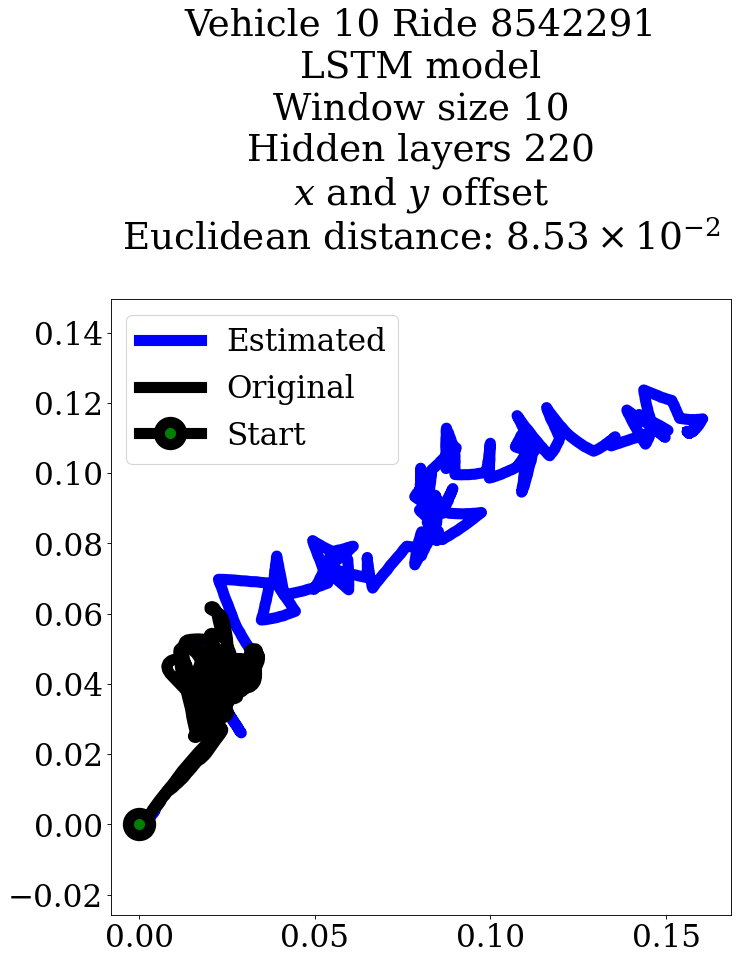 Vehicle 10 Ride 8542291
LSTM model
Window size 10
Hidden layers 220
x and y offset
Euclidean distance: 8.53 × 10⁻²
Estimated
Original
Start
0.14
0.12
0.10
0.08
0.06
0.04
0.02
0.00
−0.02
0.00 0.05 0.10 0.15